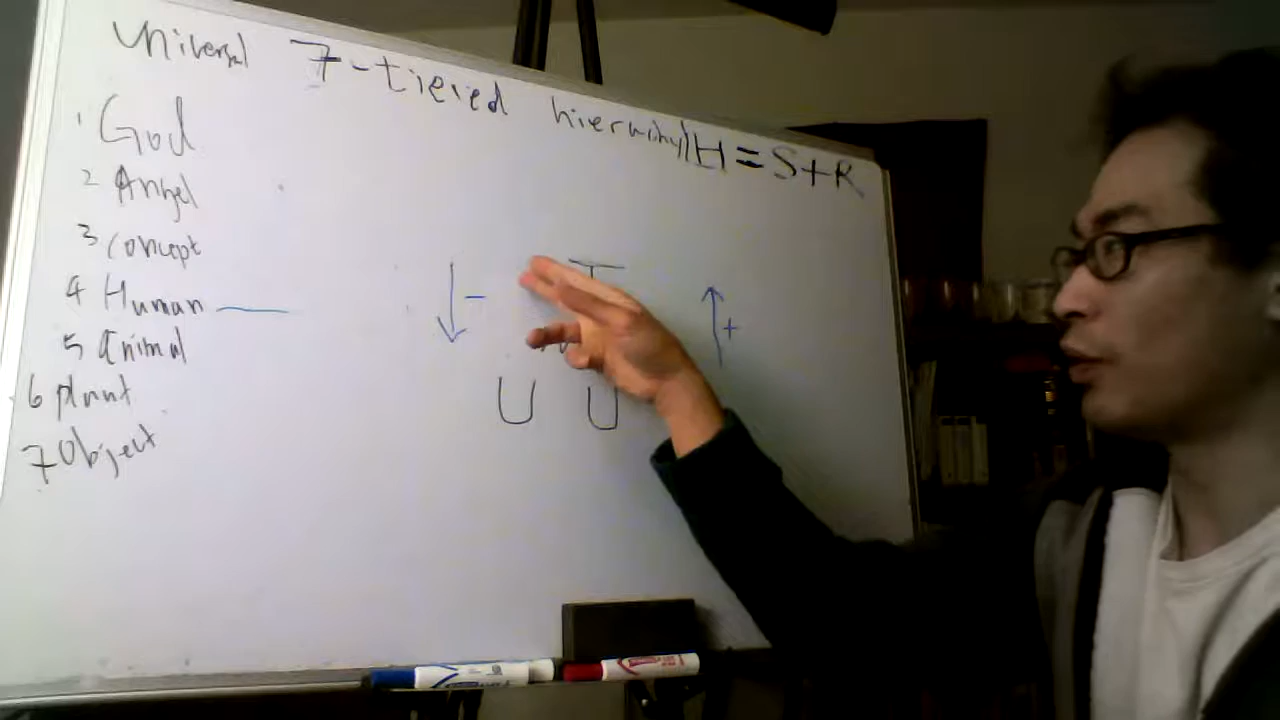 Universal 7-tiered hierarchy H = S+R
1 God
2 Angel
3 concept
4 Human
5 Animal
6 plant
7 Object
-
+
U U